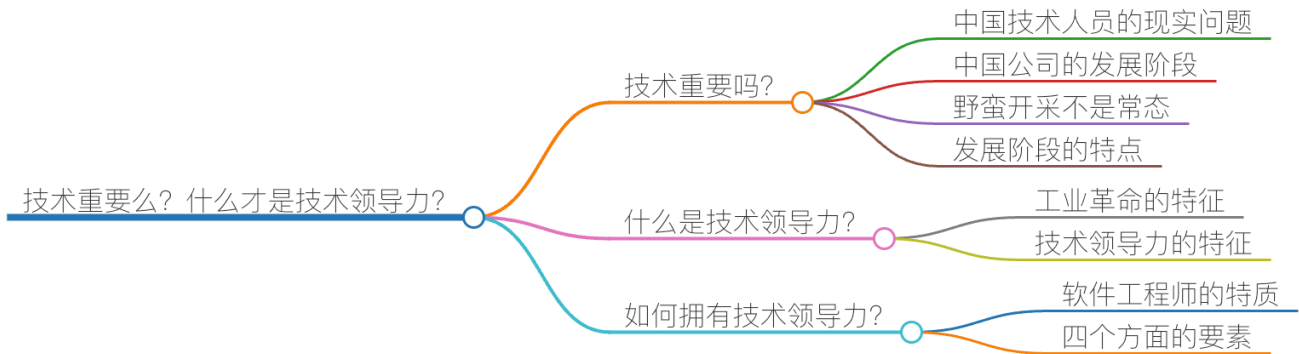 技术重要么？什么才是技术领导力？
技术重要吗？
中国技术人员的现实问题
中国公司的发展阶段
野蛮开采不是常态
发展阶段的特点
什么是技术领导力？
工业革命的特征
技术领导力的特征
如何拥有技术领导力？
软件工程师的特质
四个方面的要素